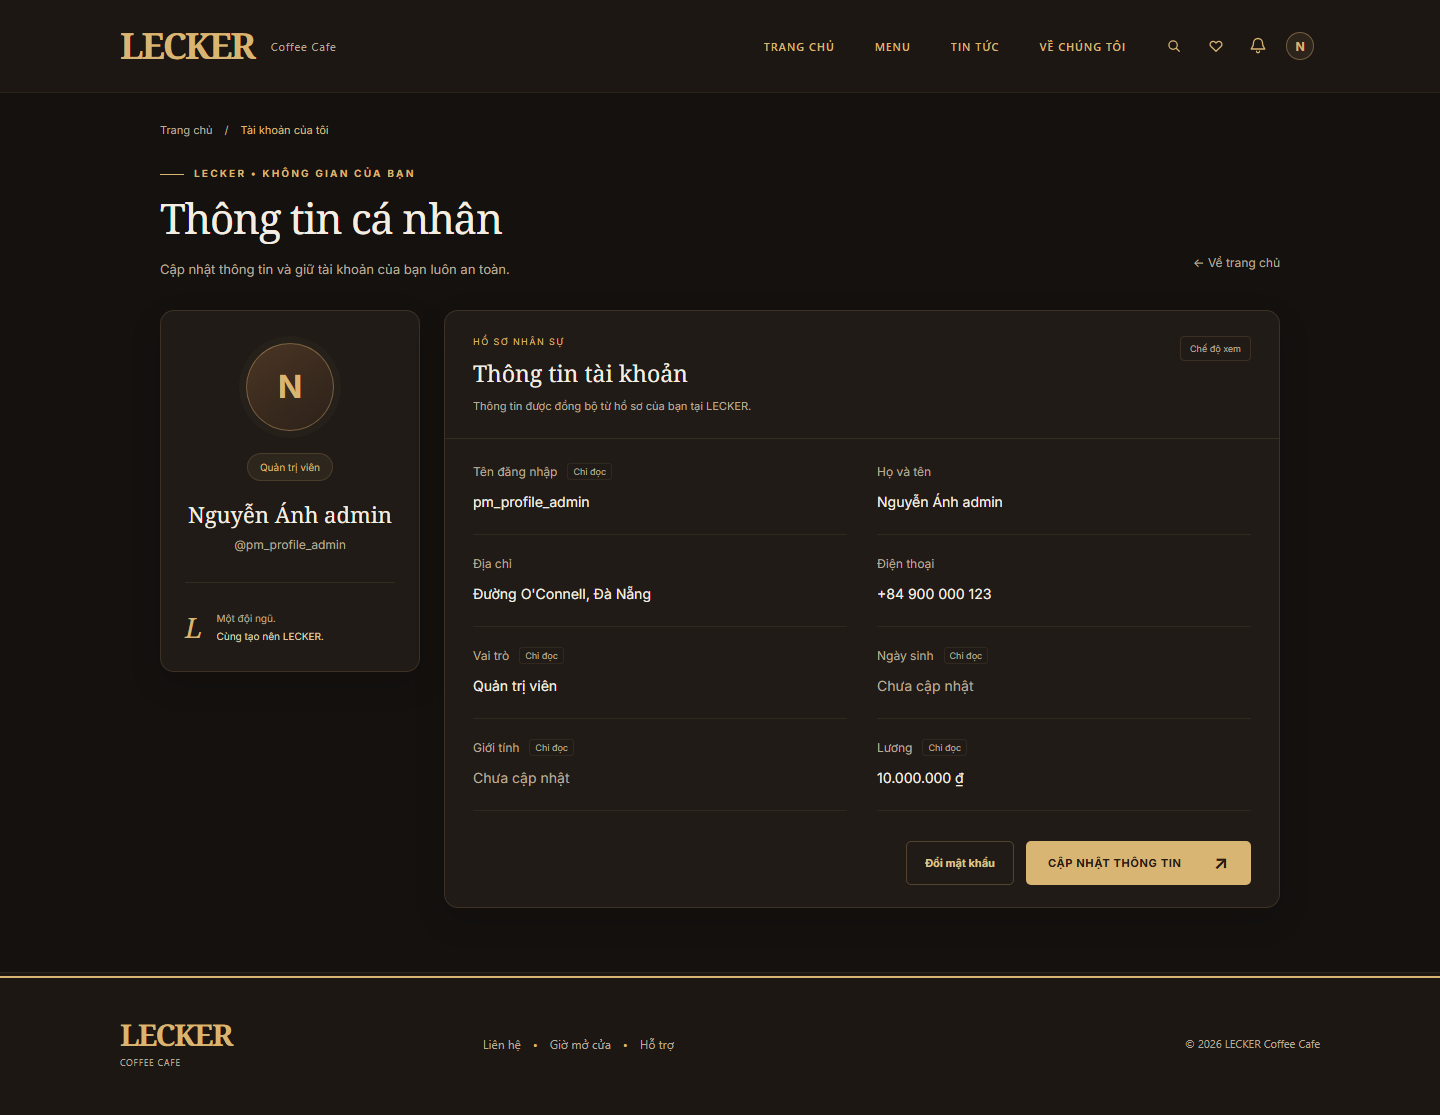 LECKER Coffee Cafe TRANG CHỦ MENU TIN TỨC VỀ CHÚNG TÔI N
Trang chủ / Tài khoản của tôi
LECKER • KHÔNG GIAN CỦA BẠN
Thông tin cá nhân
Cập nhật thông tin và giữ tài khoản của bạn luôn an toàn.
← Về trang chủ
N
Quản trị viên
Nguyễn Ánh admin
@pm_profile_admin
L
Một đội ngũ.
Cùng tạo nên LECKER.
HỒ SƠ NHÂN SỰ
Chế độ xem
Thông tin tài khoản
Thông tin được đồng bộ từ hồ sơ của bạn tại LECKER.
Tên đăng nhập Chỉ đọc
pm_profile_admin
Họ và tên
Nguyễn Ánh admin
Địa chỉ
Đường O'Connell, Đà Nẵng
Điện thoại
+84 900 000 123
Vai trò Chỉ đọc
Quản trị viên
Ngày sinh Chỉ đọc
Chưa cập nhật
Giới tính Chỉ đọc
Chưa cập nhật
Lương Chỉ đọc
10.000.000 ₫
Đổi mật khẩu
CẬP NHẬT THÔNG TIN
LECKER
COFFEE CAFE
Liên hệ • Giờ mở cửa • Hỗ trợ
© 2026 LECKER Coffee Cafe